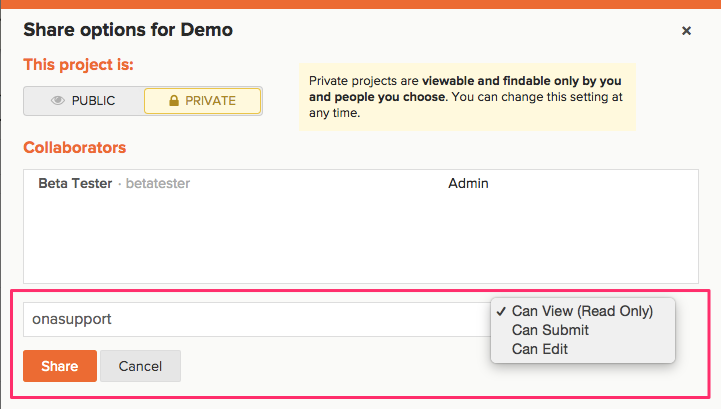 Share options for Demo ×
This project is:
PUBLIC PRIVATE
Private projects are viewable and findable only by you
and people you choose. You can change this setting at
any time.
Collaborators
Beta Tester · betatester Admin
onasupport
✓ Can View (Read Only)
Can Submit
Can Edit
Share Cancel